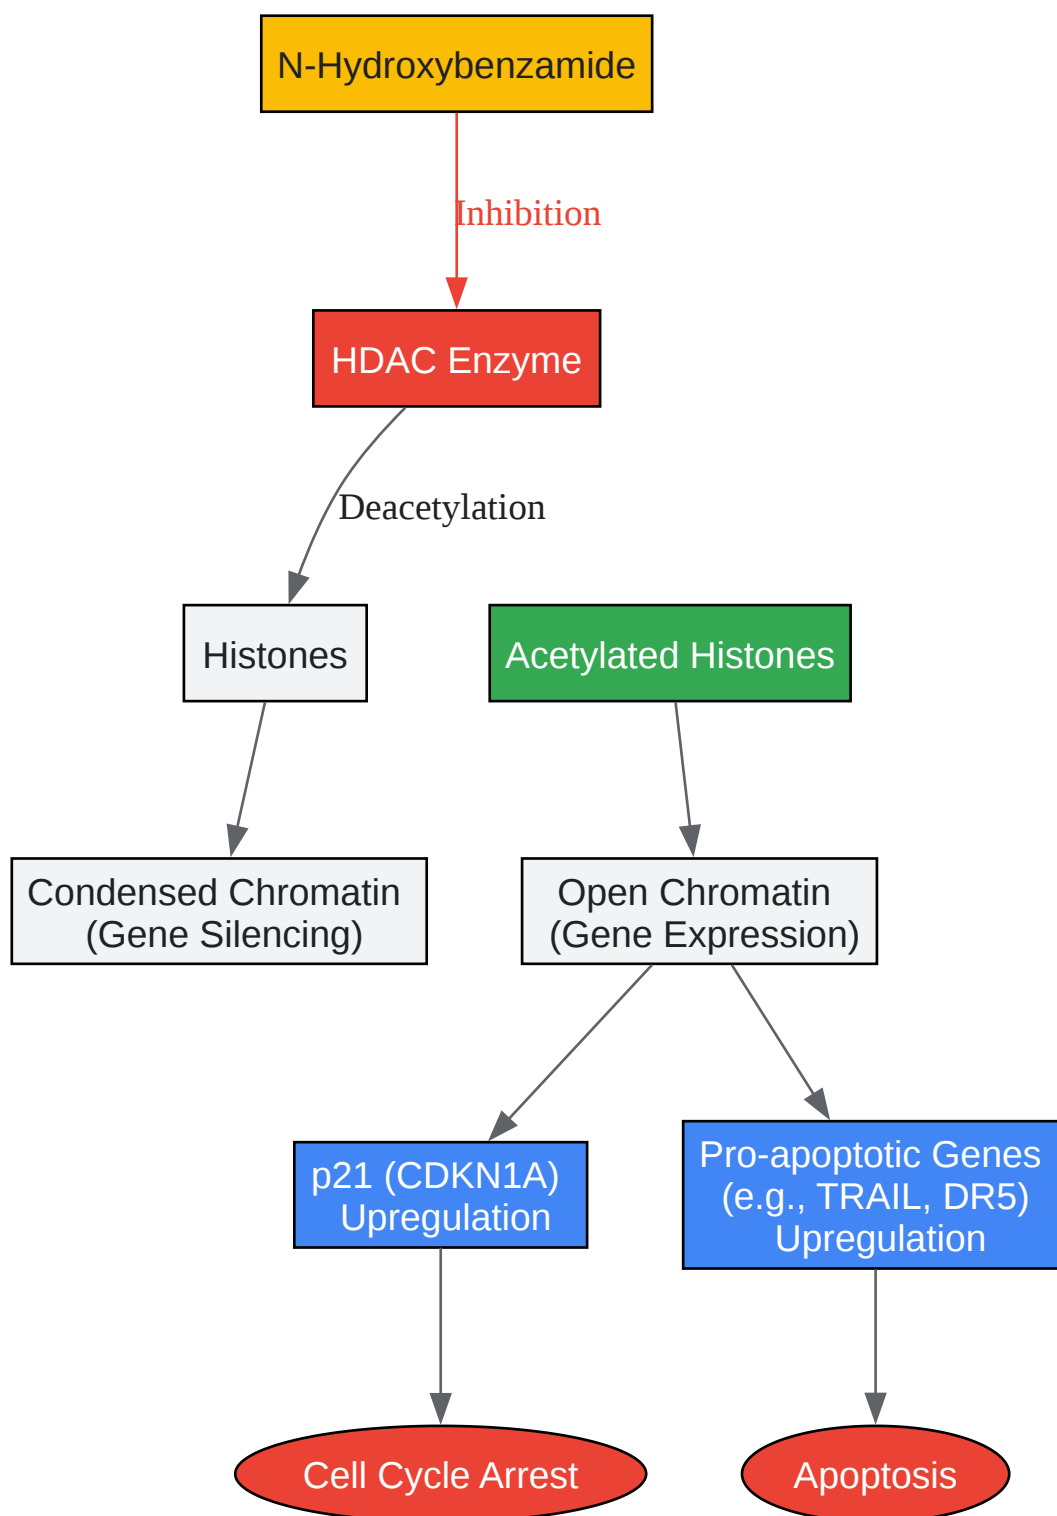 N-Hydroxybenzamide
Inhibition
HDAC Enzyme
Deacetylation
Histones
Acetylated Histones
Condensed Chromatin
(Gene Silencing)
Open Chromatin
(Gene Expression)
p21 (CDKN1A)
Upregulation
Pro-apoptotic Genes
(e.g., TRAIL, DR5)
Upregulation
Cell Cycle Arrest
Apoptosis